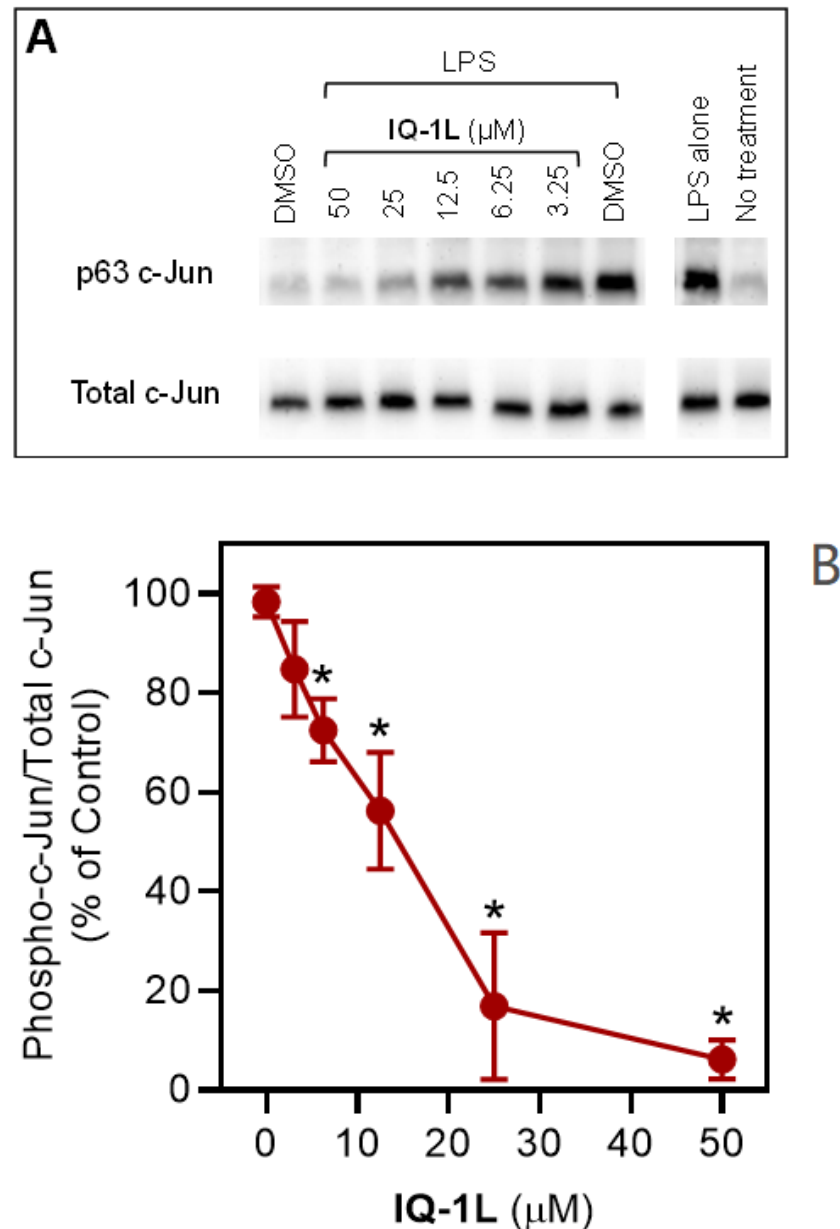 A
LPS
IQ-1L (µM)
DMSO 50 25 12.5 6.25 3.25 DMSO LPS alone No treatment
p63 c-Jun
Total c-Jun
B
Phospho-c-Jun/Total c-Jun
(% of Control)
100
80
60
40
20
0
* * * *
0 10 20 30 40 50
IQ-1L (µM)